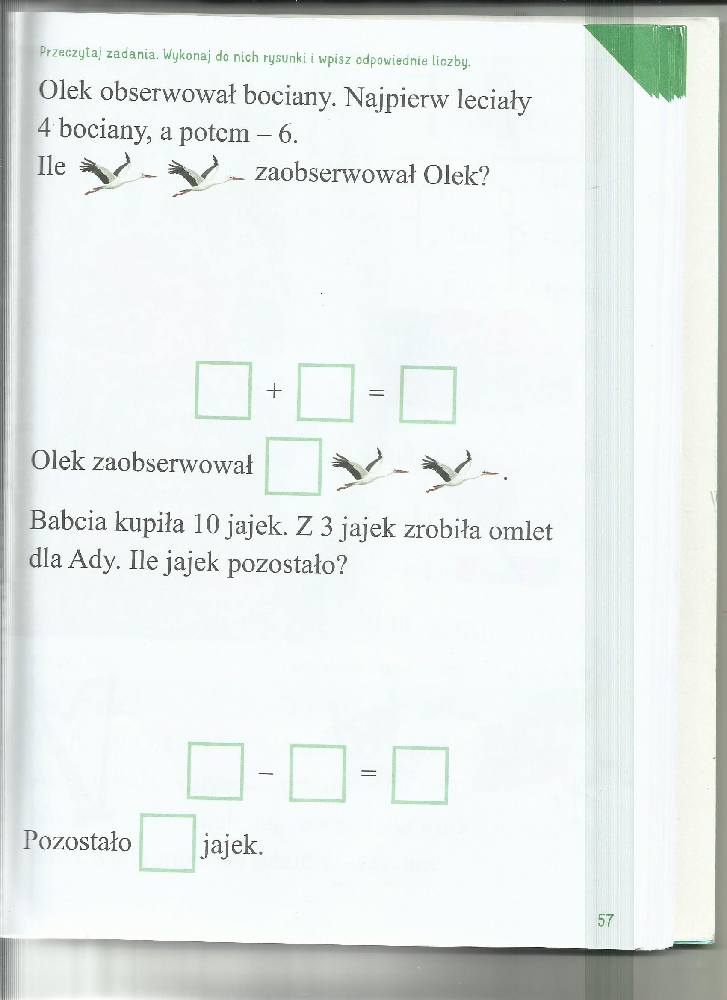 Przeczytaj zadania. Wykonaj do nich rysunki i wpisz odpowiednie liczby.
Olek obserwował bociany. Najpierw leciały
4 bociany, a potem – 6.
Ile zaobserwował Olek?
+ =
Olek zaobserwował .
Babcia kupiła 10 jajek. Z 3 jajek zrobiła omlet
dla Ady. Ile jajek pozostało?
– =
Pozostało jajek.
57